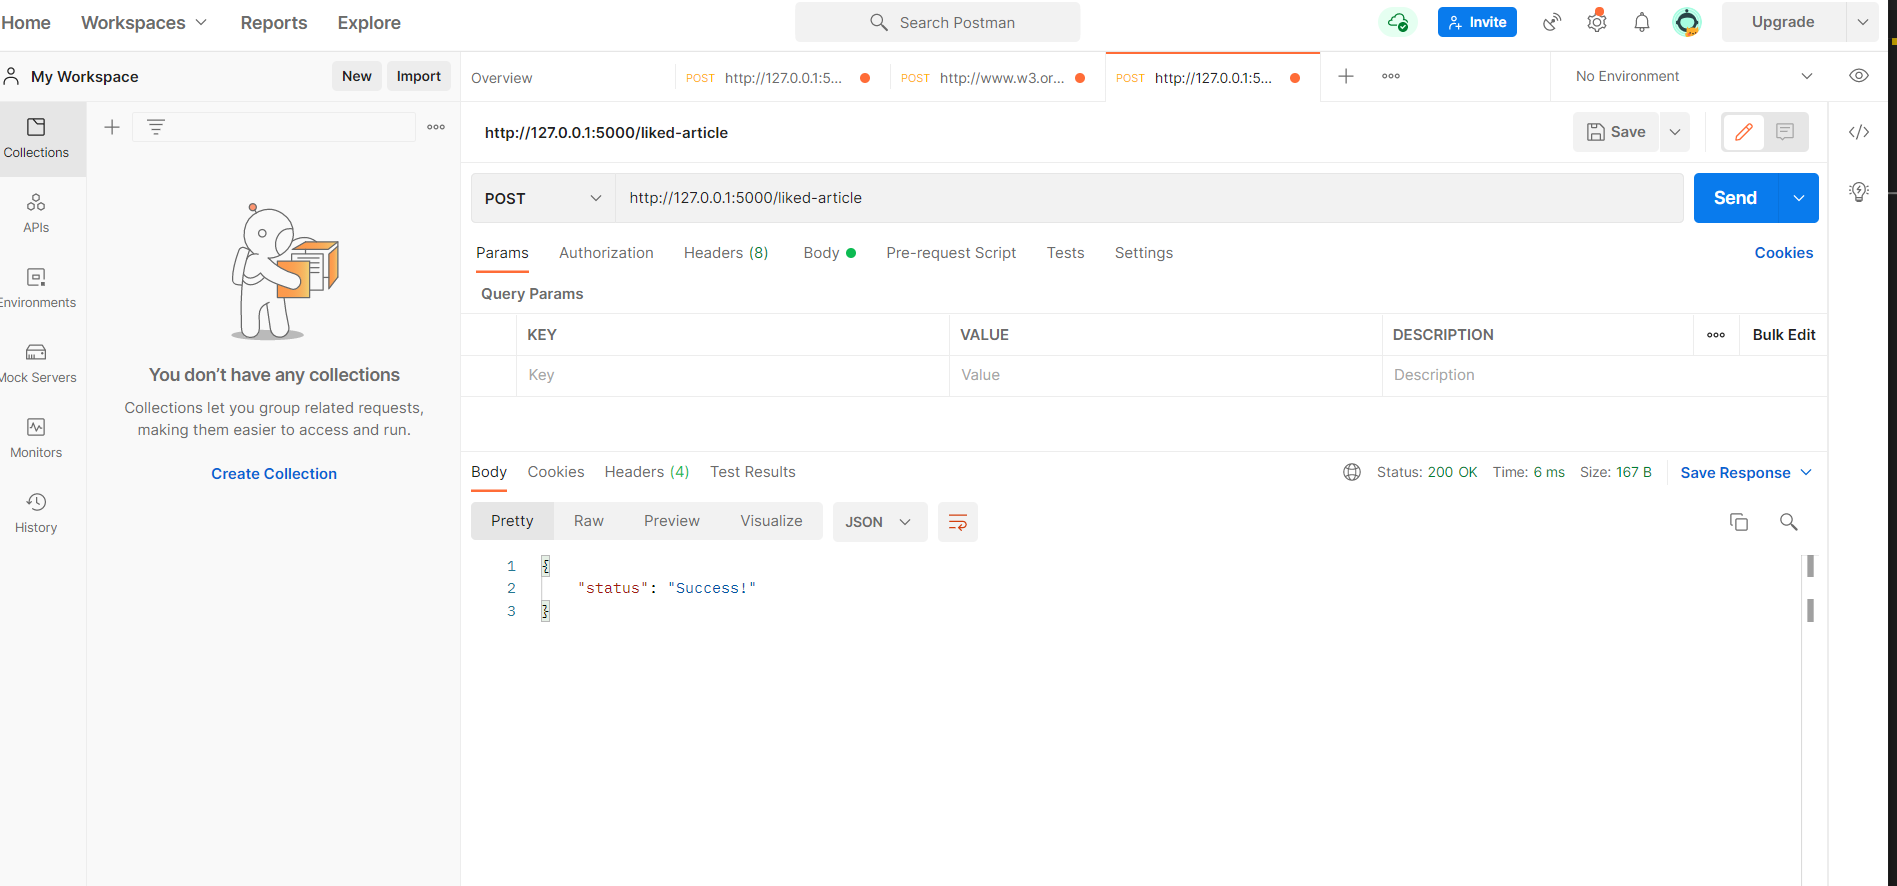 Home Workspaces Reports Explore Search Postman Invite Upgrade
My Workspace New Import Overview POST http://127.0.0.1:5... POST http://www.w3.or... POST http://127.0.0.1:5... No Environment
Collections
APIs
Environments
Mock Servers
Monitors
History
You don't have any collections
Collections let you group related requests,
making them easier to access and run.
Create Collection
http://127.0.0.1:5000/liked-article Save
POST http://127.0.0.1:5000/liked-article Send
Params Authorization Headers (8) Body Pre-request Script Tests Settings Cookies
Query Params
KEY VALUE DESCRIPTION Bulk Edit
Key Value Description
Body Cookies Headers (4) Test Results Status: 200 OK Time: 6 ms Size: 167 B Save Response
Pretty Raw Preview Visualize JSON
1 {
2 "status": "Success!"
3 }